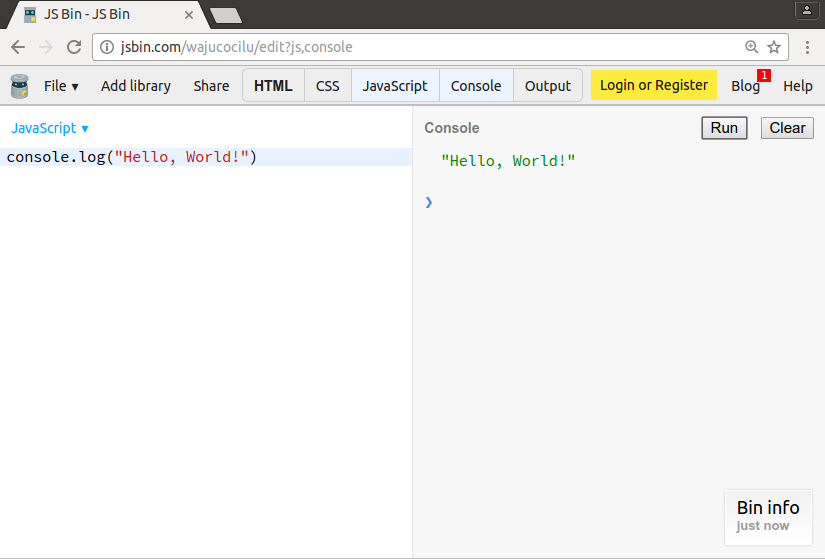 JS Bin - JS Bin
jsbin.com/wajucocilu/edit?js,console
File ▾ Add library Share HTML CSS JavaScript Console Output Login or Register Blog 1 Help
JavaScript ▾ Console Run Clear
console.log("Hello, World!")
"Hello, World!"
Bin info
just now